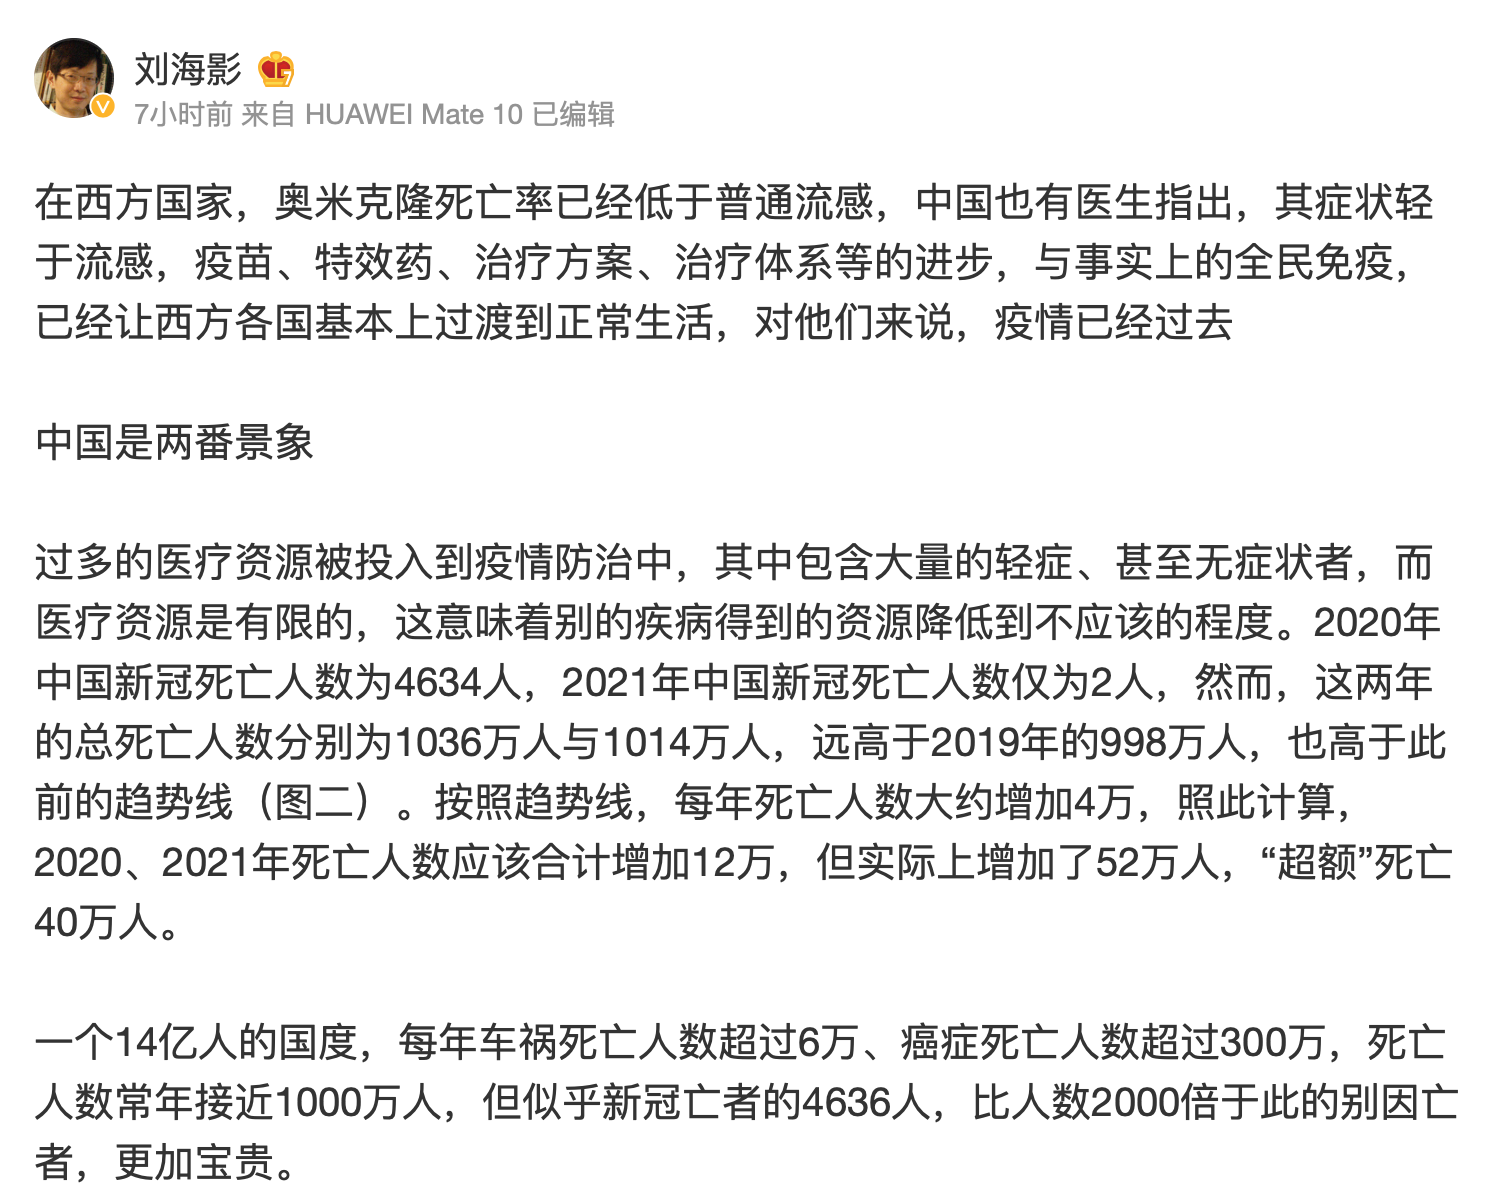 刘海影
7小时前 来自 HUAWEI Mate 10 已编辑
在西方国家，奥米克隆死亡率已经低于普通流感，中国也有医生指出，其症状轻
于流感，疫苗、特效药、治疗方案、治疗体系等的进步，与事实上的全民免疫，
已经让西方各国基本上过渡到正常生活，对他们来说，疫情已经过去
中国是两番景象
过多的医疗资源被投入到疫情防治中，其中包含大量的轻症、甚至无症状者，而
医疗资源是有限的，这意味着别的疾病得到的资源降低到不应该的程度。2020年
中国新冠死亡人数为4634人，2021年中国新冠死亡人数仅为2人，然而，这两年
的总死亡人数分别为1036万人与1014万人，远高于2019年的998万人，也高于此
前的趋势线（图二）。按照趋势线，每年死亡人数大约增加4万，照此计算，
2020、2021年死亡人数应该合计增加12万，但实际上增加了52万人，“超额”死亡
40万人。
一个14亿人的国度，每年车祸死亡人数超过6万、癌症死亡人数超过300万，死亡
人数常年接近1000万人，但似乎新冠亡者的4636人，比人数2000倍于此的别因亡
者，更加宝贵。